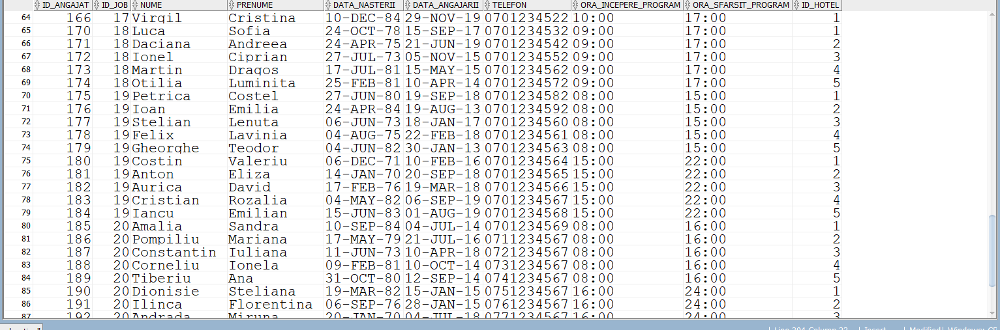 ID_ANGAJAT ID_JOB NUME PRENUME DATA_NASTERII DATA_ANGAJARII TELEFON ORA_INCEPERE_PROGRAM ORA_SFARSIT_PROGRAM ID_HOTEL
64 166 17 Virgil Cristina 10-DEC-84 29-NOV-19 0701234522 10:00 17:00 1
65 170 18 Luca Sofia 24-OCT-78 15-SEP-17 0701234532 09:00 17:00 1
66 171 18 Daciana Andreea 24-APR-75 21-JUN-19 0701234542 09:00 17:00 2
67 172 18 Ionel Ciprian 27-JUL-73 05-NOV-15 0701234552 09:00 17:00 3
68 173 18 Martin Dragos 17-JUL-81 15-MAY-15 0701234562 09:00 17:00 4
69 174 18 Otilia Luminita 25-FEB-81 10-APR-14 0701234572 09:00 17:00 5
70 175 19 Petrica Costel 27-JUN-80 19-SEP-18 0701234582 08:00 15:00 1
71 176 19 Ioan Emilia 24-APR-84 19-AUG-13 0701234592 08:00 15:00 2
72 177 19 Stelian Lenuta 06-JUN-73 18-JAN-17 0701234560 08:00 15:00 3
73 178 19 Felix Lavinia 04-AUG-75 22-FEB-18 0701234561 08:00 15:00 4
74 179 19 Gheorghe Teodor 04-JUN-82 30-JAN-13 0701234563 08:00 15:00 5
75 180 19 Costin Valeriu 06-DEC-71 10-FEB-16 0701234564 15:00 22:00 1
76 181 19 Anton Eliza 14-JAN-70 20-SEP-18 0701234565 15:00 22:00 2
77 182 19 Aurica David 17-FEB-76 19-MAR-18 0701234566 15:00 22:00 3
78 183 19 Cristian Rozalia 04-MAY-82 06-SEP-19 0701234567 15:00 22:00 4
79 184 19 Iancu Emilian 15-JUN-83 01-AUG-19 0701234568 15:00 22:00 5
80 185 20 Amalia Sandra 10-SEP-84 04-JUL-14 0701234569 08:00 16:00 1
81 186 20 Pompiliu Mariana 17-MAY-79 21-JUL-16 0711234567 08:00 16:00 2
82 187 20 Constantin Iuliana 11-JUN-73 10-APR-18 0721234567 08:00 16:00 3
83 188 20 Corneliu Ionela 09-FEB-81 10-OCT-14 0731234567 08:00 16:00 4
84 189 20 Tiberiu Ana 31-OCT-80 12-SEP-14 0741234567 08:00 16:00 5
85 190 20 Dionisie Steliana 19-MAR-82 15-JAN-15 0751234567 16:00 24:00 1
86 191 20 Ilinca Florentina 06-SEP-76 28-JAN-15 0761234567 16:00 24:00 2
87 192 20 Andrada Miruna 20-JAN-70 04-JUL-18 0771234567 16:00 24:00 3